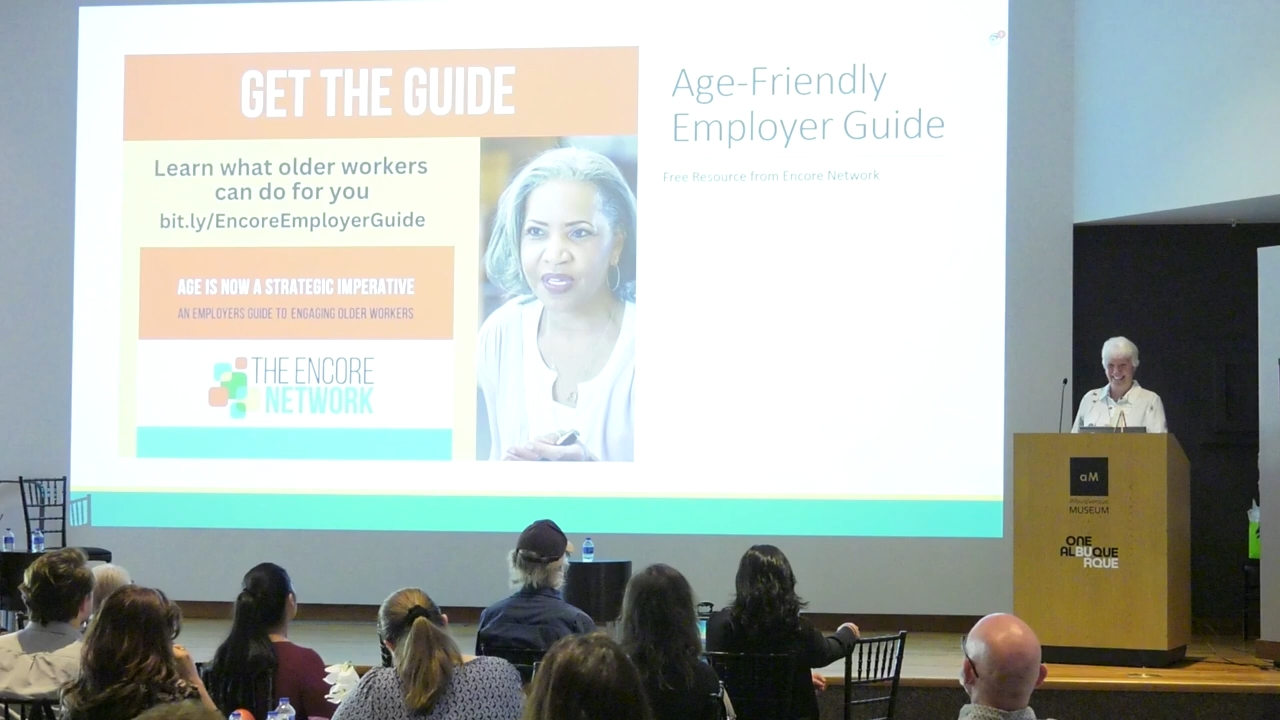 GET THE GUIDE
Learn what older workers
can do for you
bit.ly/EncoreEmployerGuide
AGE IS NOW A STRATEGIC IMPERATIVE
AN EMPLOYERS GUIDE TO ENGAGING OLDER WORKERS
THE ENCORE
NETWORK
Age-Friendly
Employer Guide
Free Resource from Encore Network
aM
Albuquerque
MUSEUM
ONE
ALBUQUE
RQUE